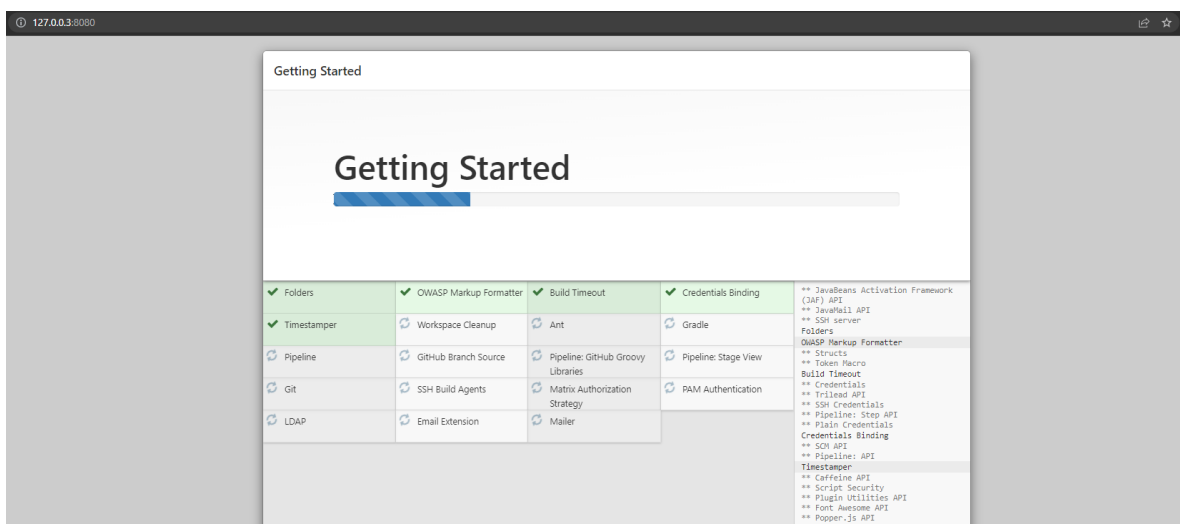 127.0.0.3:8080
Getting Started
Getting Started
Folders
OWASP Markup Formatter
Build Timeout
Credentials Binding
Timestamper
Workspace Cleanup
Ant
Gradle
Pipeline
GitHub Branch Source
Pipeline: GitHub Groovy
Libraries
Pipeline: Stage View
Git
SSH Build Agents
Matrix Authorization
Strategy
PAM Authentication
LDAP
Email Extension
Mailer
** JavaBeans Activation Framework
(JAF) API
** JavaMail API
** SSH server
Folders
OWASP Markup Formatter
** Structs
** Token Macro
Build Timeout
** Credentials
** Trilead API
** SSH Credentials
** Pipeline: Step API
** Plain Credentials
Credentials Binding
** SCM API
** Pipeline: API
Timestamper
** Caffeine API
** Script Security
** Plugin Utilities API
** Font Awesome API
** Popper.js API